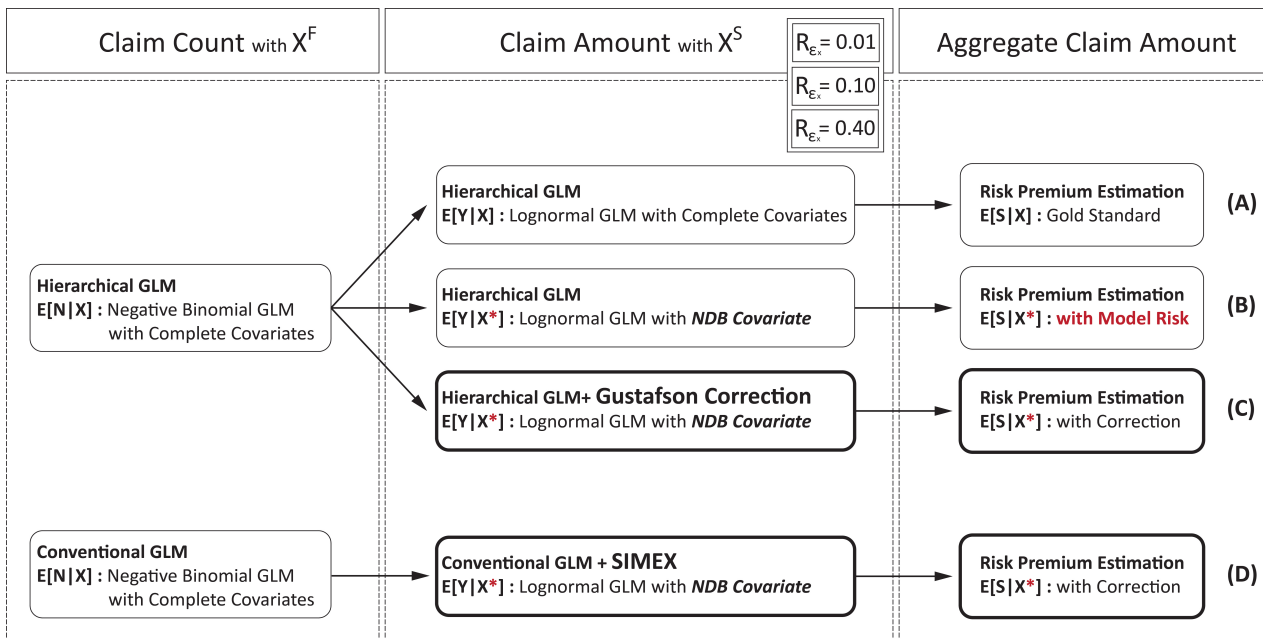 Claim Count with X^F
Claim Amount with X^S
R_εx = 0.01
R_εx = 0.10
R_εx = 0.40
Aggregate Claim Amount
Hierarchical GLM
E[Y|X] : Lognormal GLM with Complete Covariates
Risk Premium Estimation
E[S|X] : Gold Standard
(A)
Hierarchical GLM
E[N|X] : Negative Binomial GLM
with Complete Covariates
Hierarchical GLM
E[Y|X*] : Lognormal GLM with NDB Covariate
Risk Premium Estimation
E[S|X*] : with Model Risk
(B)
Hierarchical GLM+ Gustafson Correction
E[Y|X*] : Lognormal GLM with NDB Covariate
Risk Premium Estimation
E[S|X*] : with Correction
(C)
Conventional GLM
E[N|X] : Negative Binomial GLM
with Complete Covariates
Conventional GLM + SIMEX
E[Y|X*] : Lognormal GLM with NDB Covariate
Risk Premium Estimation
E[S|X*] : with Correction
(D)